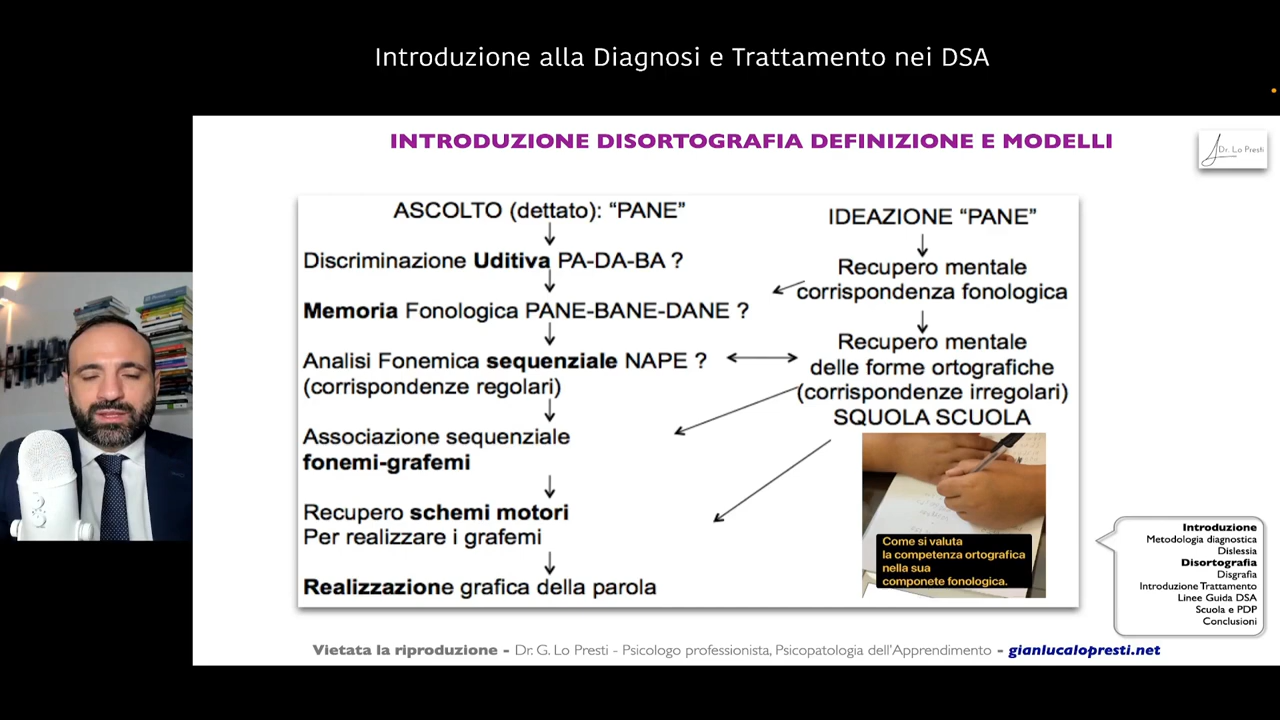 Introduzione alla Diagnosi e Trattamento nei DSA
INTRODUZIONE DISORTOGRAFIA DEFINIZIONE E MODELLI
Dr. Lo Presti
ASCOLTO (dettato): “PANE”
Discriminazione Uditiva PA-DA-BA ?
Memoria Fonologica PANE-BANE-DANE ?
Analisi Fonemica sequenziale NAPE ?
(corrispondenze regolari)
Associazione sequenziale
fonemi-grafemi
Recupero schemi motori
Per realizzare i grafemi
Realizzazione grafica della parola
IDEAZIONE “PANE”
Recupero mentale
corrispondenza fonologica
Recupero mentale
delle forme ortografiche
(corrispondenze irregolari)
SQUOLA SCUOLA
Come si valuta
la competenza ortografica
nella sua
componete fonologica.
Introduzione
Metodologia diagnostica
Dislessia
Disortografia
Disgrafia
Introduzione Trattamento
Linee Guida DSA
Scuola e PDP
Conclusioni
Vietata la riproduzione - Dr. G. Lo Presti - Psicologo professionista, Psicopatologia dell'Apprendimento - gianlucalopresti.net